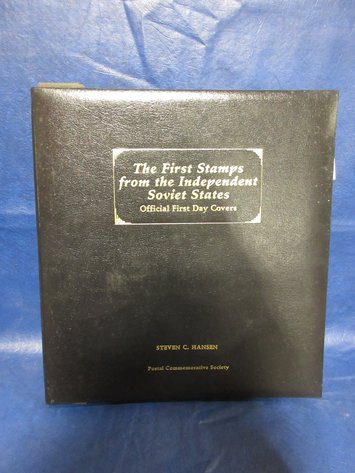 The First Stamps
from the Independent
Soviet States
Official First Day Covers
STEVEN C. HANSEN
Postal Commemorative Society